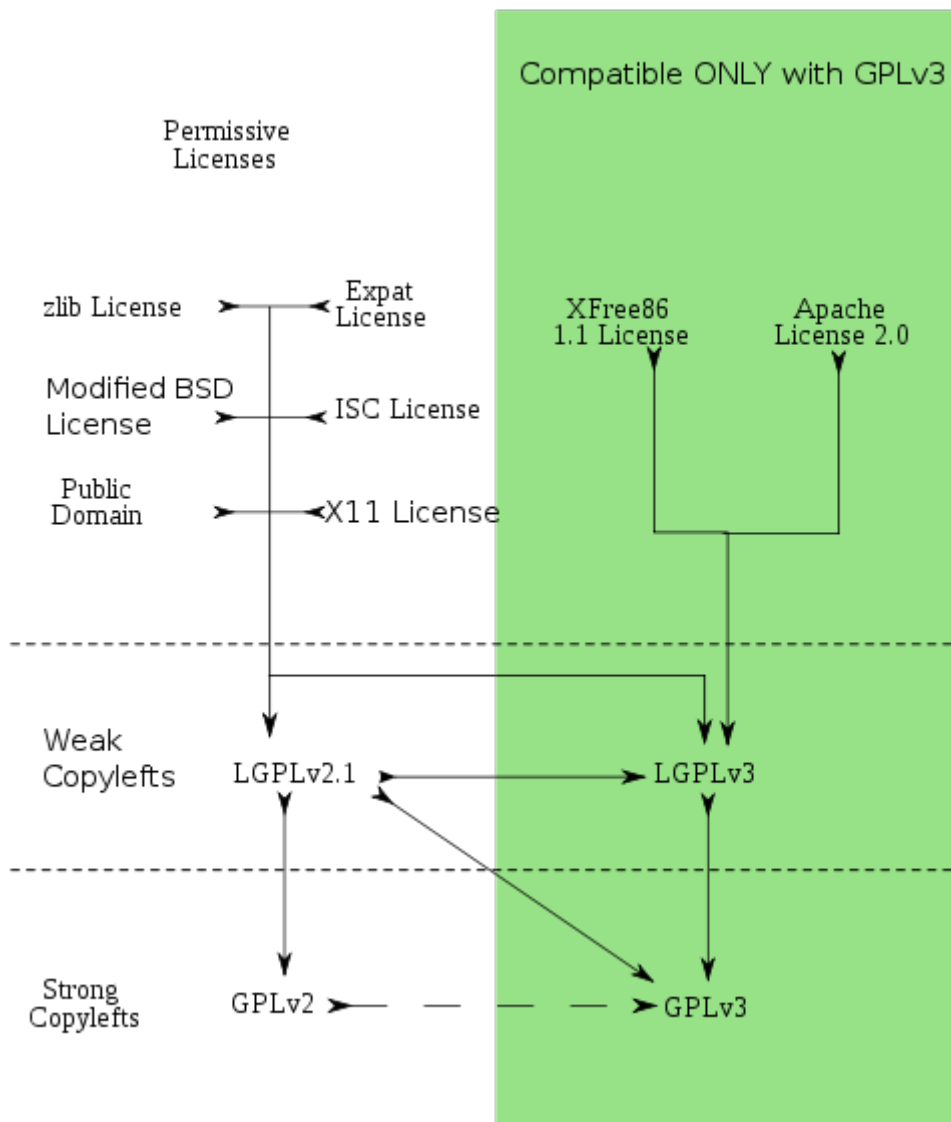 Compatible ONLY with GPLv3
Permissive
Licenses
zlib License
Expat
License
XFree86
1.1 License
Apache
License 2.0
Modified BSD
License
ISC License
Public
Domain
X11 License
Weak
Copylefts
LGPLv2.1
LGPLv3
Strong
Copylefts
GPLv2
GPLv3